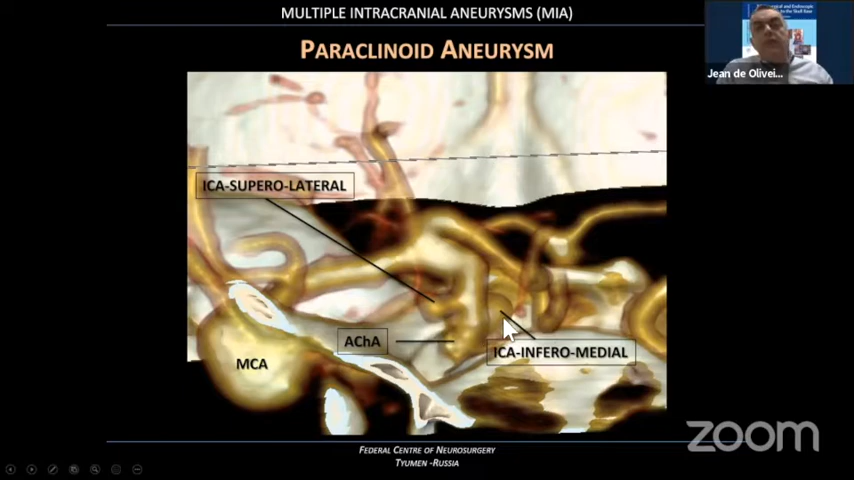 MULTIPLE INTRACRANIAL ANEURYSMS (MIA)
PARACLINOID ANEURYSM
Jean de Olivei...
ICA-SUPERO-LATERAL
AChA
ICA-INFERO-MEDIAL
MCA
zoom
FEDERAL CENTRE OF NEUROSURGERY
TYUMEN -RUSSIA